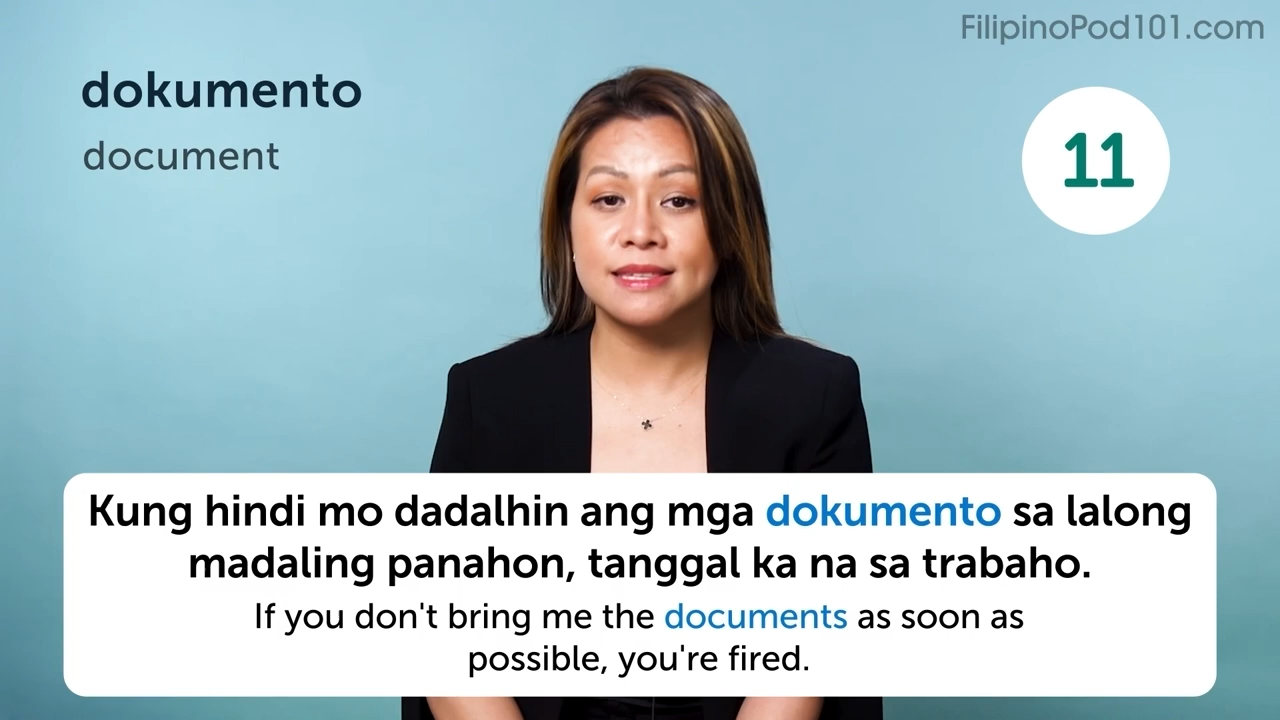 FilipinoPod101.com
dokumento
document
11
Kung hindi mo dadalhin ang mga dokumento sa lalong
madaling panahon, tanggal ka na sa trabaho.
If you don't bring me the documents as soon as
possible, you're fired.